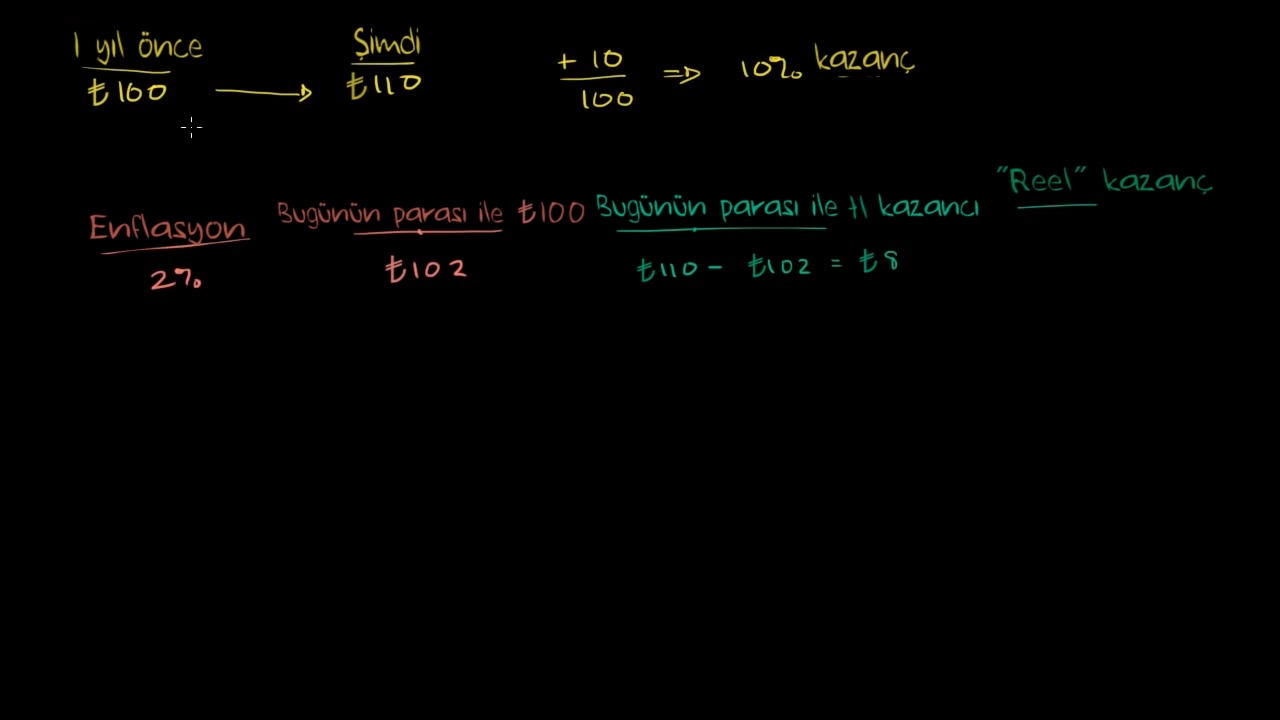 1 yıl önce
₺100
Şimdi
₺110
+ 10
100
=> 10% kazanç
Enflasyon
2%
Bugünün parası ile ₺100
₺102
Bugünün parası ile tl kazancı
₺110 - ₺102 = ₺8
"Reel" kazanç